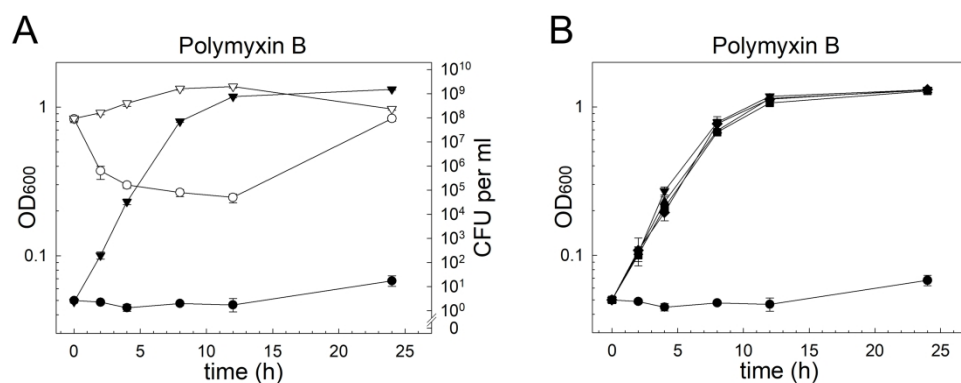 A
Polymyxin B
1
0.1
OD600
0 5 10 15 20 25
time (h)
10^10
10^9
10^8
10^7
10^6
10^5
10^4
10^3
10^2
10^1
10^0
0
CFU per ml
B
Polymyxin B
1
0.1
OD600
0 5 10 15 20 25
time (h)